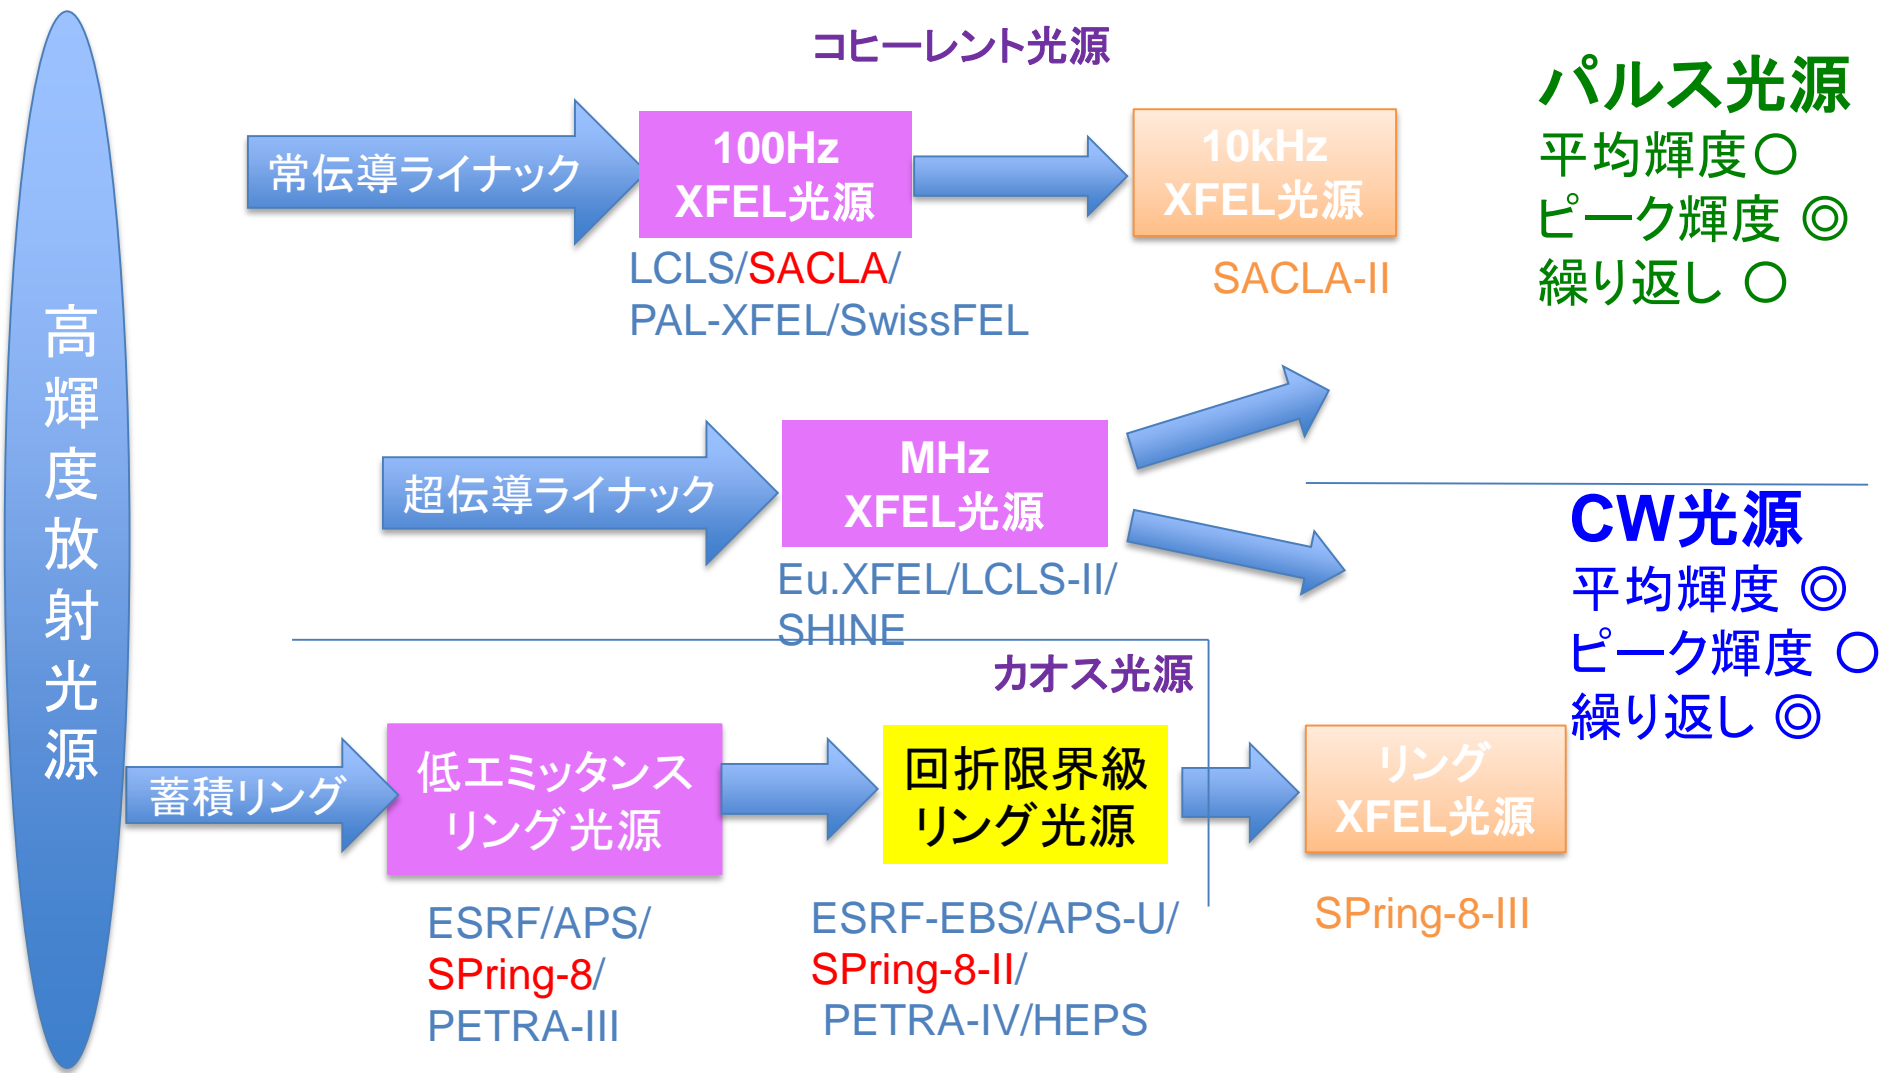 高輝度放射光源
コヒーレント光源
常伝導ライナック
100Hz
XFEL光源
10kHz
XFEL光源
LCLS/SACLA/
PAL-XFEL/SwissFEL
SACLA-II
パルス光源
平均輝度〇
ピーク輝度 ◎
繰り返し 〇
超伝導ライナック
MHz
XFEL光源
Eu.XFEL/LCLS-II/
SHINE
CW光源
平均輝度 ◎
ピーク輝度 〇
繰り返し ◎
カオス光源
蓄積リング
低エミッタンス
リング光源
回折限界級
リング光源
リング
XFEL光源
ESRF/APS/
SPring-8/
PETRA-III
ESRF-EBS/APS-U/
SPring-8-II/
PETRA-IV/HEPS
SPring-8-III